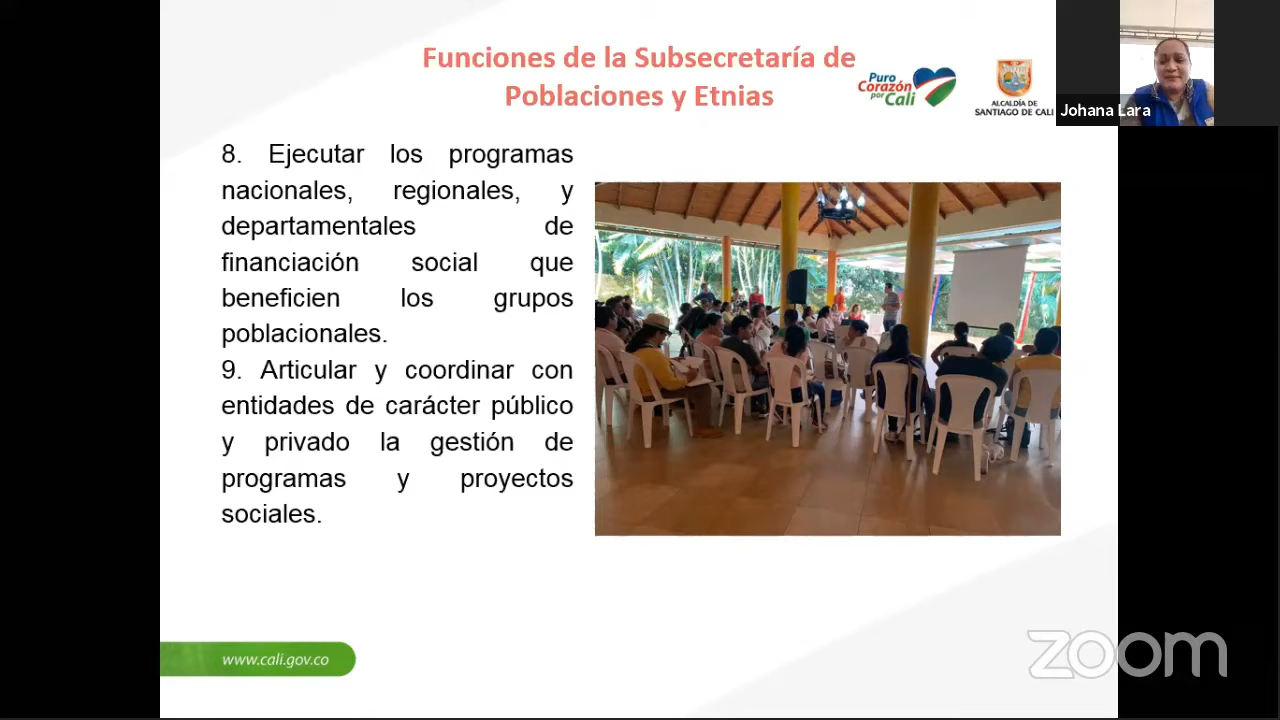 Funciones de la Subsecretaría de
Poblaciones y Etnias
Puro
Corazón
por Cali
ALCALDÍA DE
SANTIAGO DE CALI
Johana Lara
8. Ejecutar los programas
nacionales, regionales, y
departamentales de
financiación social que
beneficien los grupos
poblacionales.
9. Articular y coordinar con
entidades de carácter público
y privado la gestión de
programas y proyectos
sociales.
www.cali.gov.co
zoom